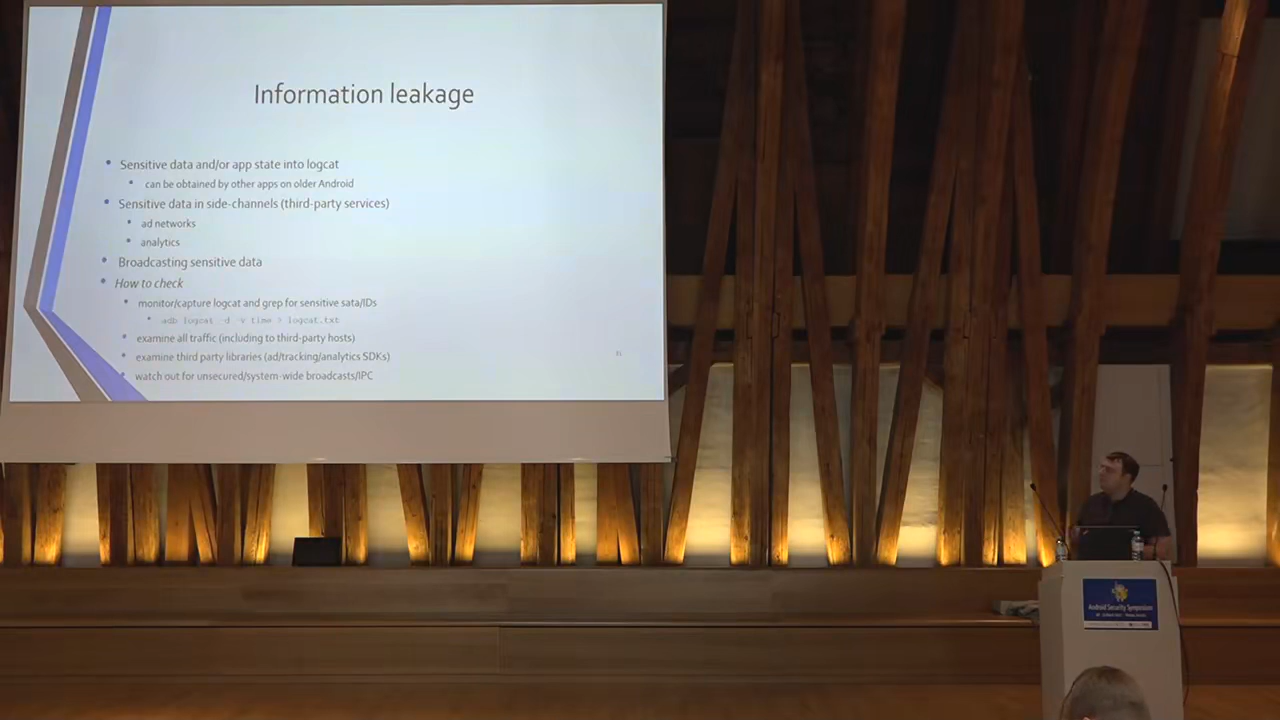 Information leakage
• Sensitive data and/or app state into logcat
• can be obtained by other apps on older Android
• Sensitive data in side-channels (third-party services)
• ad networks
• analytics
• Broadcasting sensitive data
• How to check
• monitor/capture logcat and grep for sensitive sata/IDs
• adb logcat -d -v time > logcat.txt
• examine all traffic (including to third-party hosts)
• examine third party libraries (ad/tracking/analytics SDKs)
• watch out for unsecured/system-wide broadcasts/IPC
Android Security Symposium